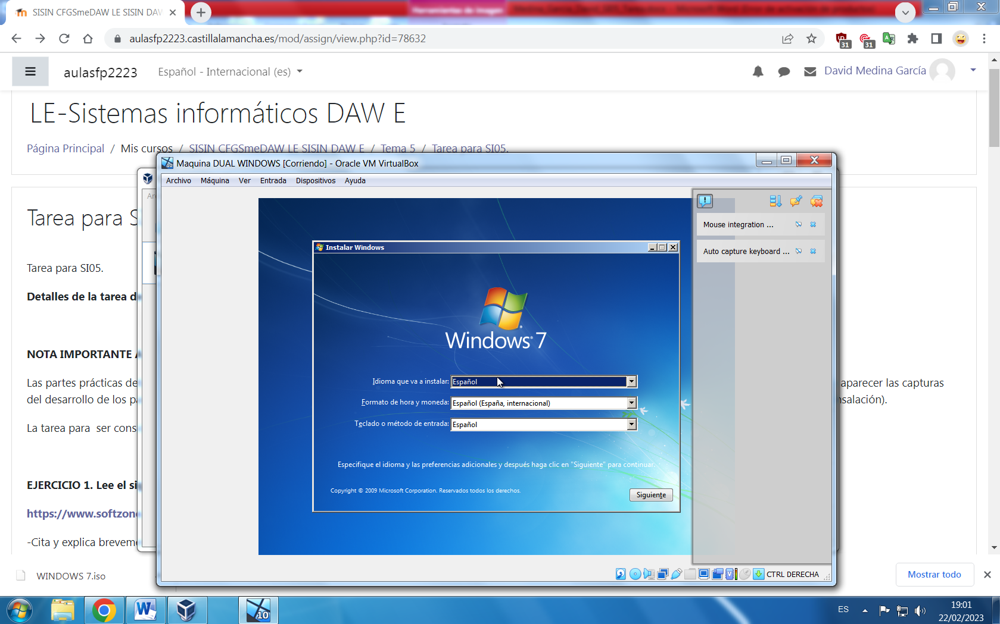 SISIN CFGSmeDAW LE SISIN DAW
Herramientas de imagen
aulasfp2223.castillalamancha.es/mod/assign/view.php?id=78632
31
31
aulasfp2223
Español - Internacional (es)
David Medina García
LE-Sistemas informáticos DAW E
Página Principal / Mis cursos / SISIN CFGSmeDAW LE SISIN DAW E / Tema 5 / Tarea para SI05.
Maquina DUAL WINDOWS [Corriendo] - Oracle VM VirtualBox
Archivo Máquina Ver Entrada Dispositivos Ayuda
Tarea para S
Mouse integration ...
Auto capture keyboard ...
Instalar Windows
Tarea para SI05.
Detalles de la tarea d
Windows 7
NOTA IMPORTANTE
Idioma que va a instalar: Español
Las partes prácticas de
aparecer las capturas
del desarrollo de los
Formato de hora y moneda: Español (España, internacional)
Teclado o método de entrada: Español
La tarea para ser cons
Especifique el idioma y las preferencias adicionales y después haga clic en "Siguiente" para continuar.
EJERCICIO 1. Lee el si
Copyright © 2009 Microsoft Corporation. Reservados todos los derechos.
Siguiente
https://www.softzon
-Cita y explica brevem
WINDOWS 7.iso
CTRL DERECHA
Mostrar todo
10
ES
19:01
22/02/2023